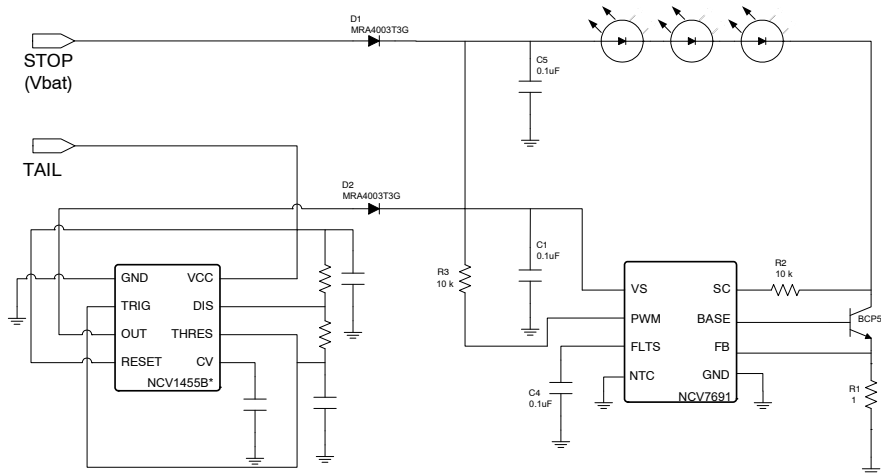 D1
MRA4003T3G
STOP
(Vbat)
C5
0.1uF
TAIL
D2
MRA4003T3G
R3
10 k
C1
0.1uF
R2
10 k
GND
VCC
TRIG
DIS
OUT
THRES
RESET
CV
NCV1455B*
VS
SC
PWM
BASE
FLTS
FB
NTC
GND
NCV7691
BCP5
C4
0.1uF
R1
1